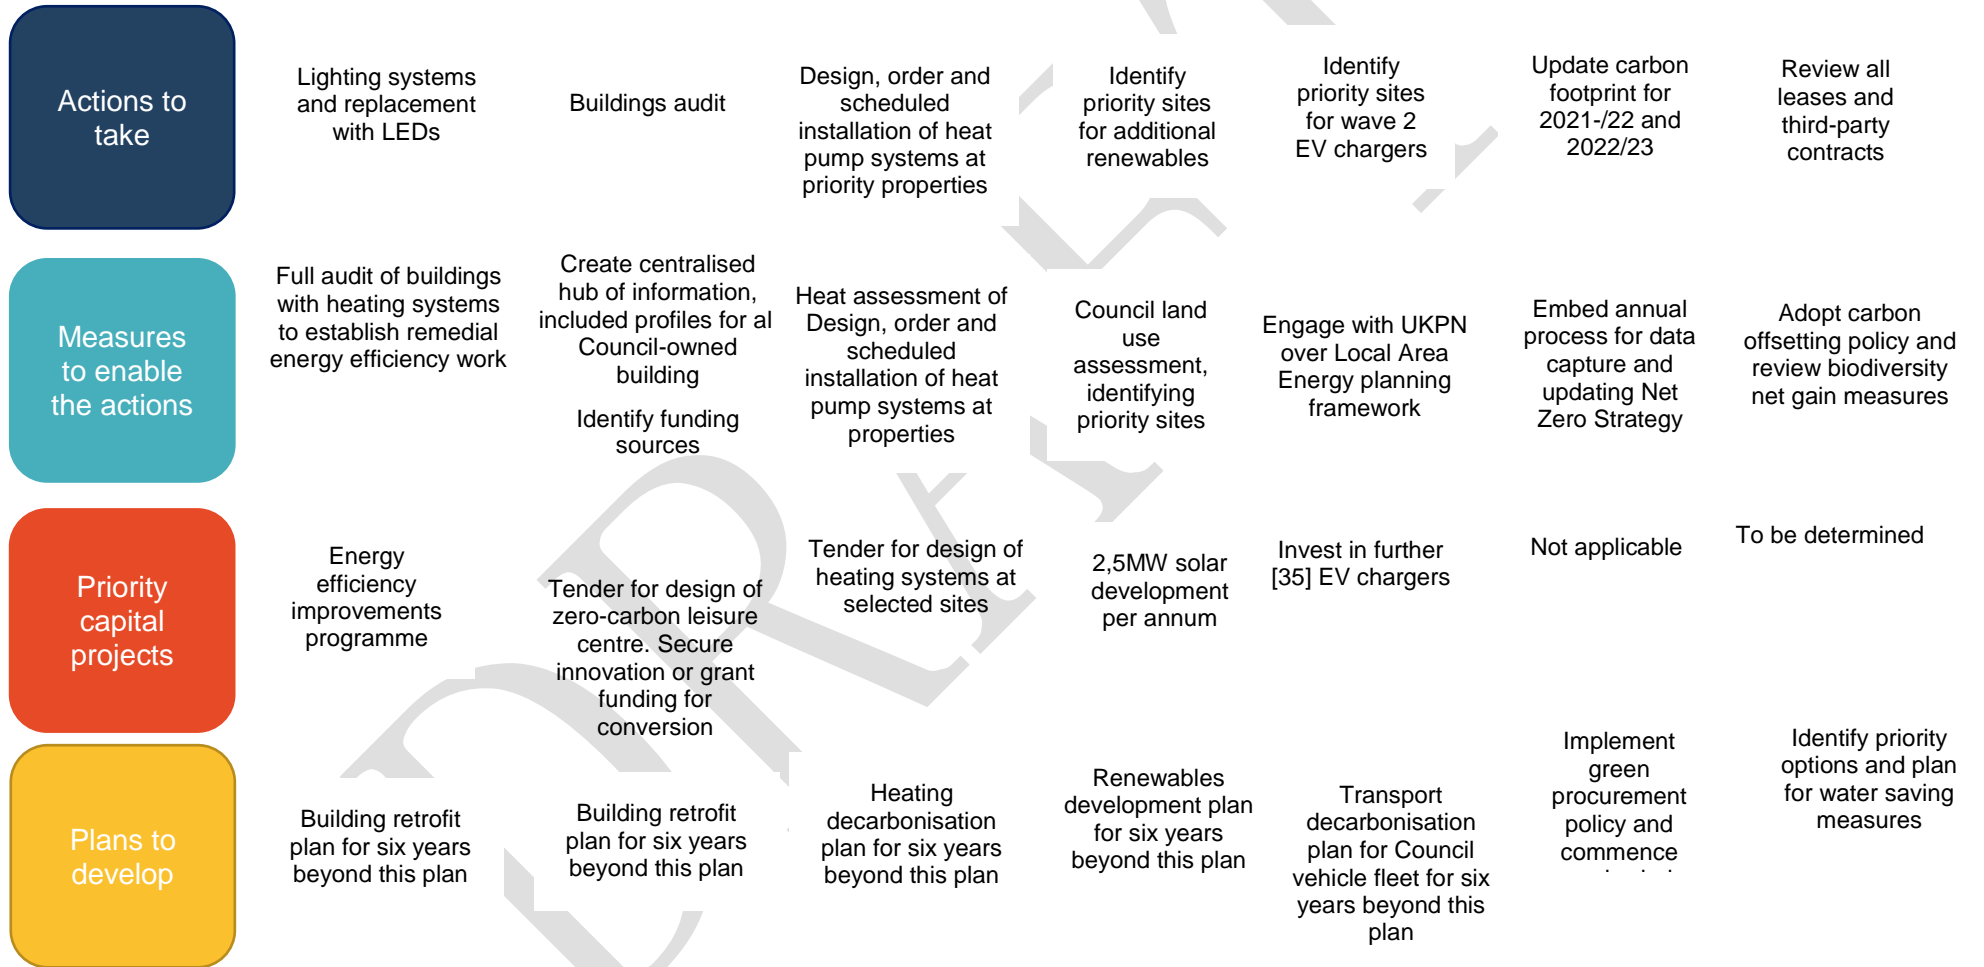 Actions to
take
Lighting systems
and replacement
with LEDs
Buildings audit
Design, order and
scheduled
installation of heat
pump systems at
priority properties
Identify
priority sites
for additional
renewables
Identify
priority sites
for wave 2
EV chargers
Update carbon
footprint for
2021-/22 and
2022/23
Review all
leases and
third-party
contracts
Measures
to enable
the actions
Full audit of buildings
with heating systems
to establish remedial
energy efficiency work
Create centralised
hub of information,
included profiles for al
Council-owned
building
Identify funding
sources
Heat assessment of
Design, order and
scheduled
installation of heat
pump systems at
properties
Council land
use
assessment,
identifying
priority sites
Engage with UKPN
over Local Area
Energy planning
framework
Embed annual
process for data
capture and
updating Net
Zero Strategy
Adopt carbon
offsetting policy and
review biodiversity
net gain measures
Priority
capital
projects
Energy
efficiency
improvements
programme
Tender for design of
zero-carbon leisure
centre. Secure
innovation or grant
funding for
conversion
Tender for design of
heating systems at
selected sites
2,5MW solar
development
per annum
Invest in further
[35] EV chargers
Not applicable
To be determined
Plans to
develop
Building retrofit
plan for six years
beyond this plan
Building retrofit
plan for six years
beyond this plan
Heating
decarbonisation
plan for six years
beyond this plan
Renewables
development plan
for six years
beyond this plan
Transport
decarbonisation
plan for Council
vehicle fleet for six
years beyond this
plan
Implement
green
procurement
policy and
commence
Identify priority
options and plan
for water saving
measures